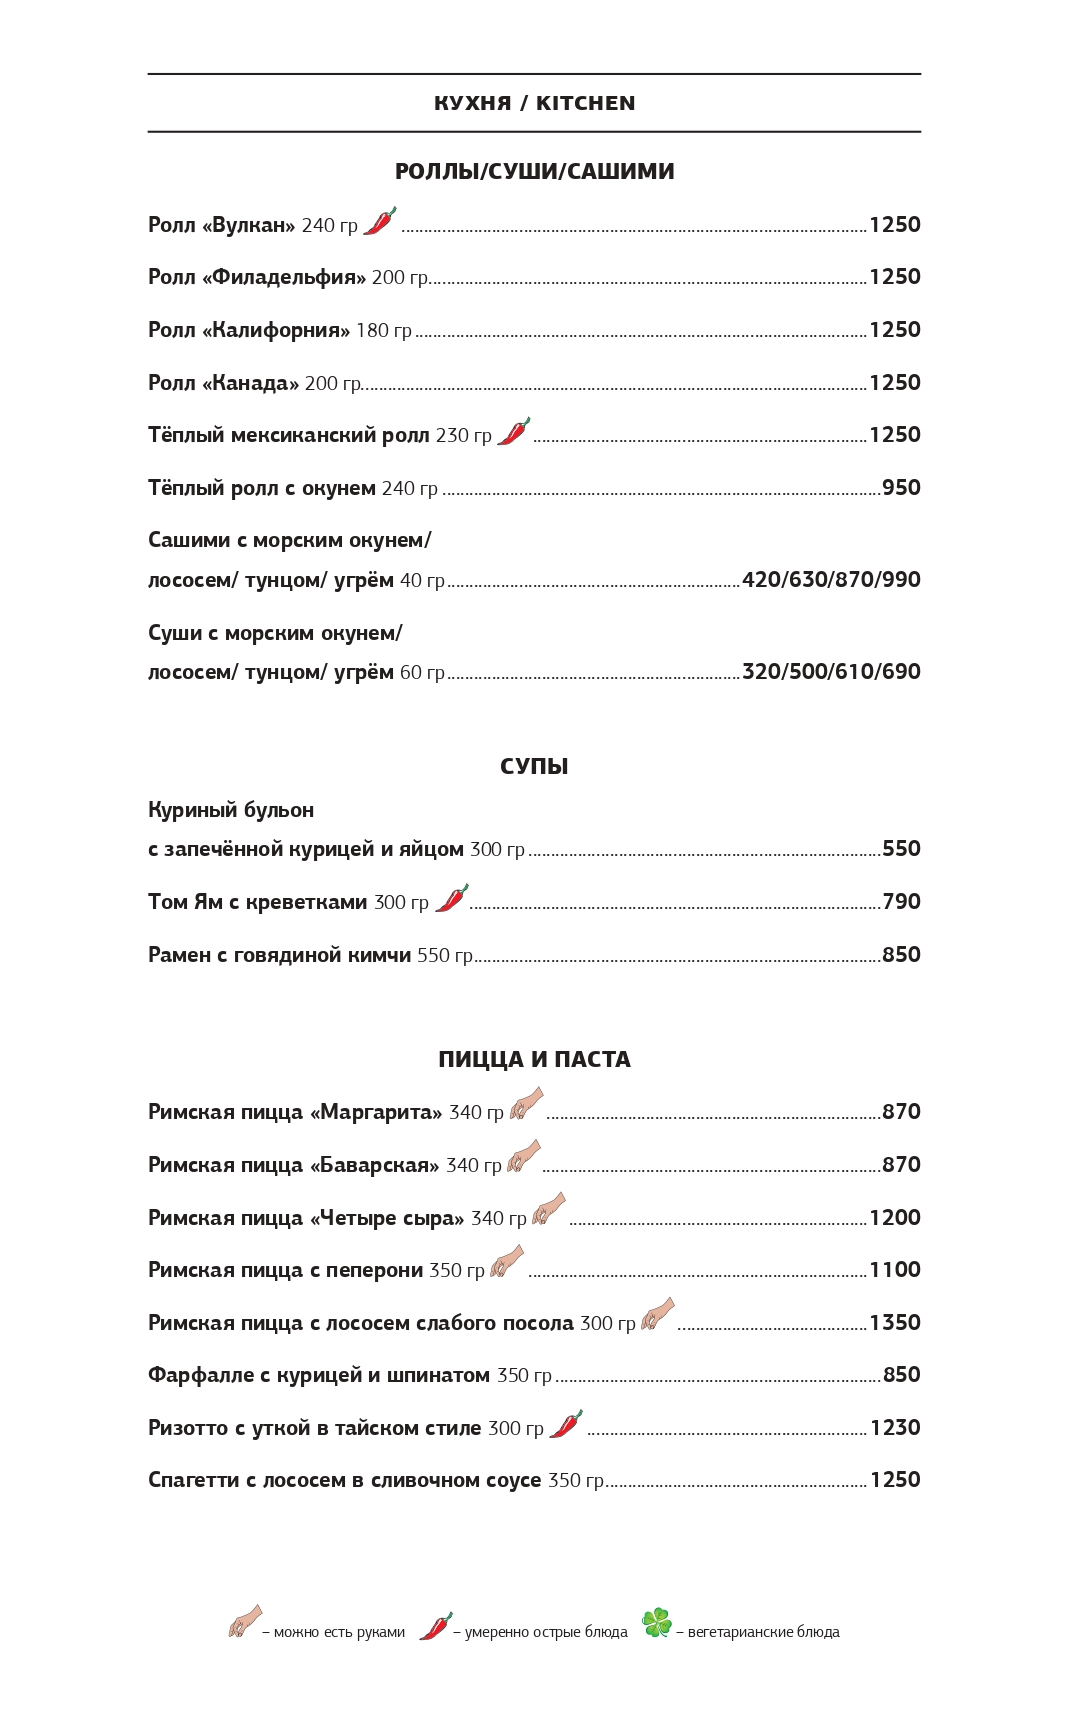 КУХНЯ / KITCHEN
РОЛЛЫ/СУШИ/САШИМИ
Ролл «Вулкан» 240 гр ........ 1250
Ролл «Филадельфия» 200 гр ........ 1250
Ролл «Калифорния» 180 гр ........ 1250
Ролл «Канада» 200 гр ........ 1250
Тёплый мексиканский ролл 230 гр ........ 1250
Тёплый ролл с окунем 240 гр ........ 950
Сашими с морским окунем/
лососем/ тунцом/ угрём 40 гр ........ 420/630/870/990
Суши с морским окунем/
лососем/ тунцом/ угрём 60 гр ........ 320/500/610/690
СУПЫ
Куриный бульон
с запечённой курицей и яйцом 300 гр ........ 550
Том Ям с креветками 300 гр ........ 790
Рамен с говядиной кимчи 550 гр ........ 850
ПИЦЦА И ПАСТА
Римская пицца «Маргарита» 340 гр ........ 870
Римская пицца «Баварская» 340 гр ........ 870
Римская пицца «Четыре сыра» 340 гр ........ 1200
Римская пицца с пеперони 350 гр ........ 1100
Римская пицца с лососем слабого посола 300 гр ........ 1350
Фарфалле с курицей и шпинатом 350 гр ........ 850
Ризотто с уткой в тайском стиле 300 гр ........ 1230
Спагетти с лососем в сливочном соусе 350 гр ........ 1250
– можно есть руками – умеренно острые блюда – вегетарианские блюда